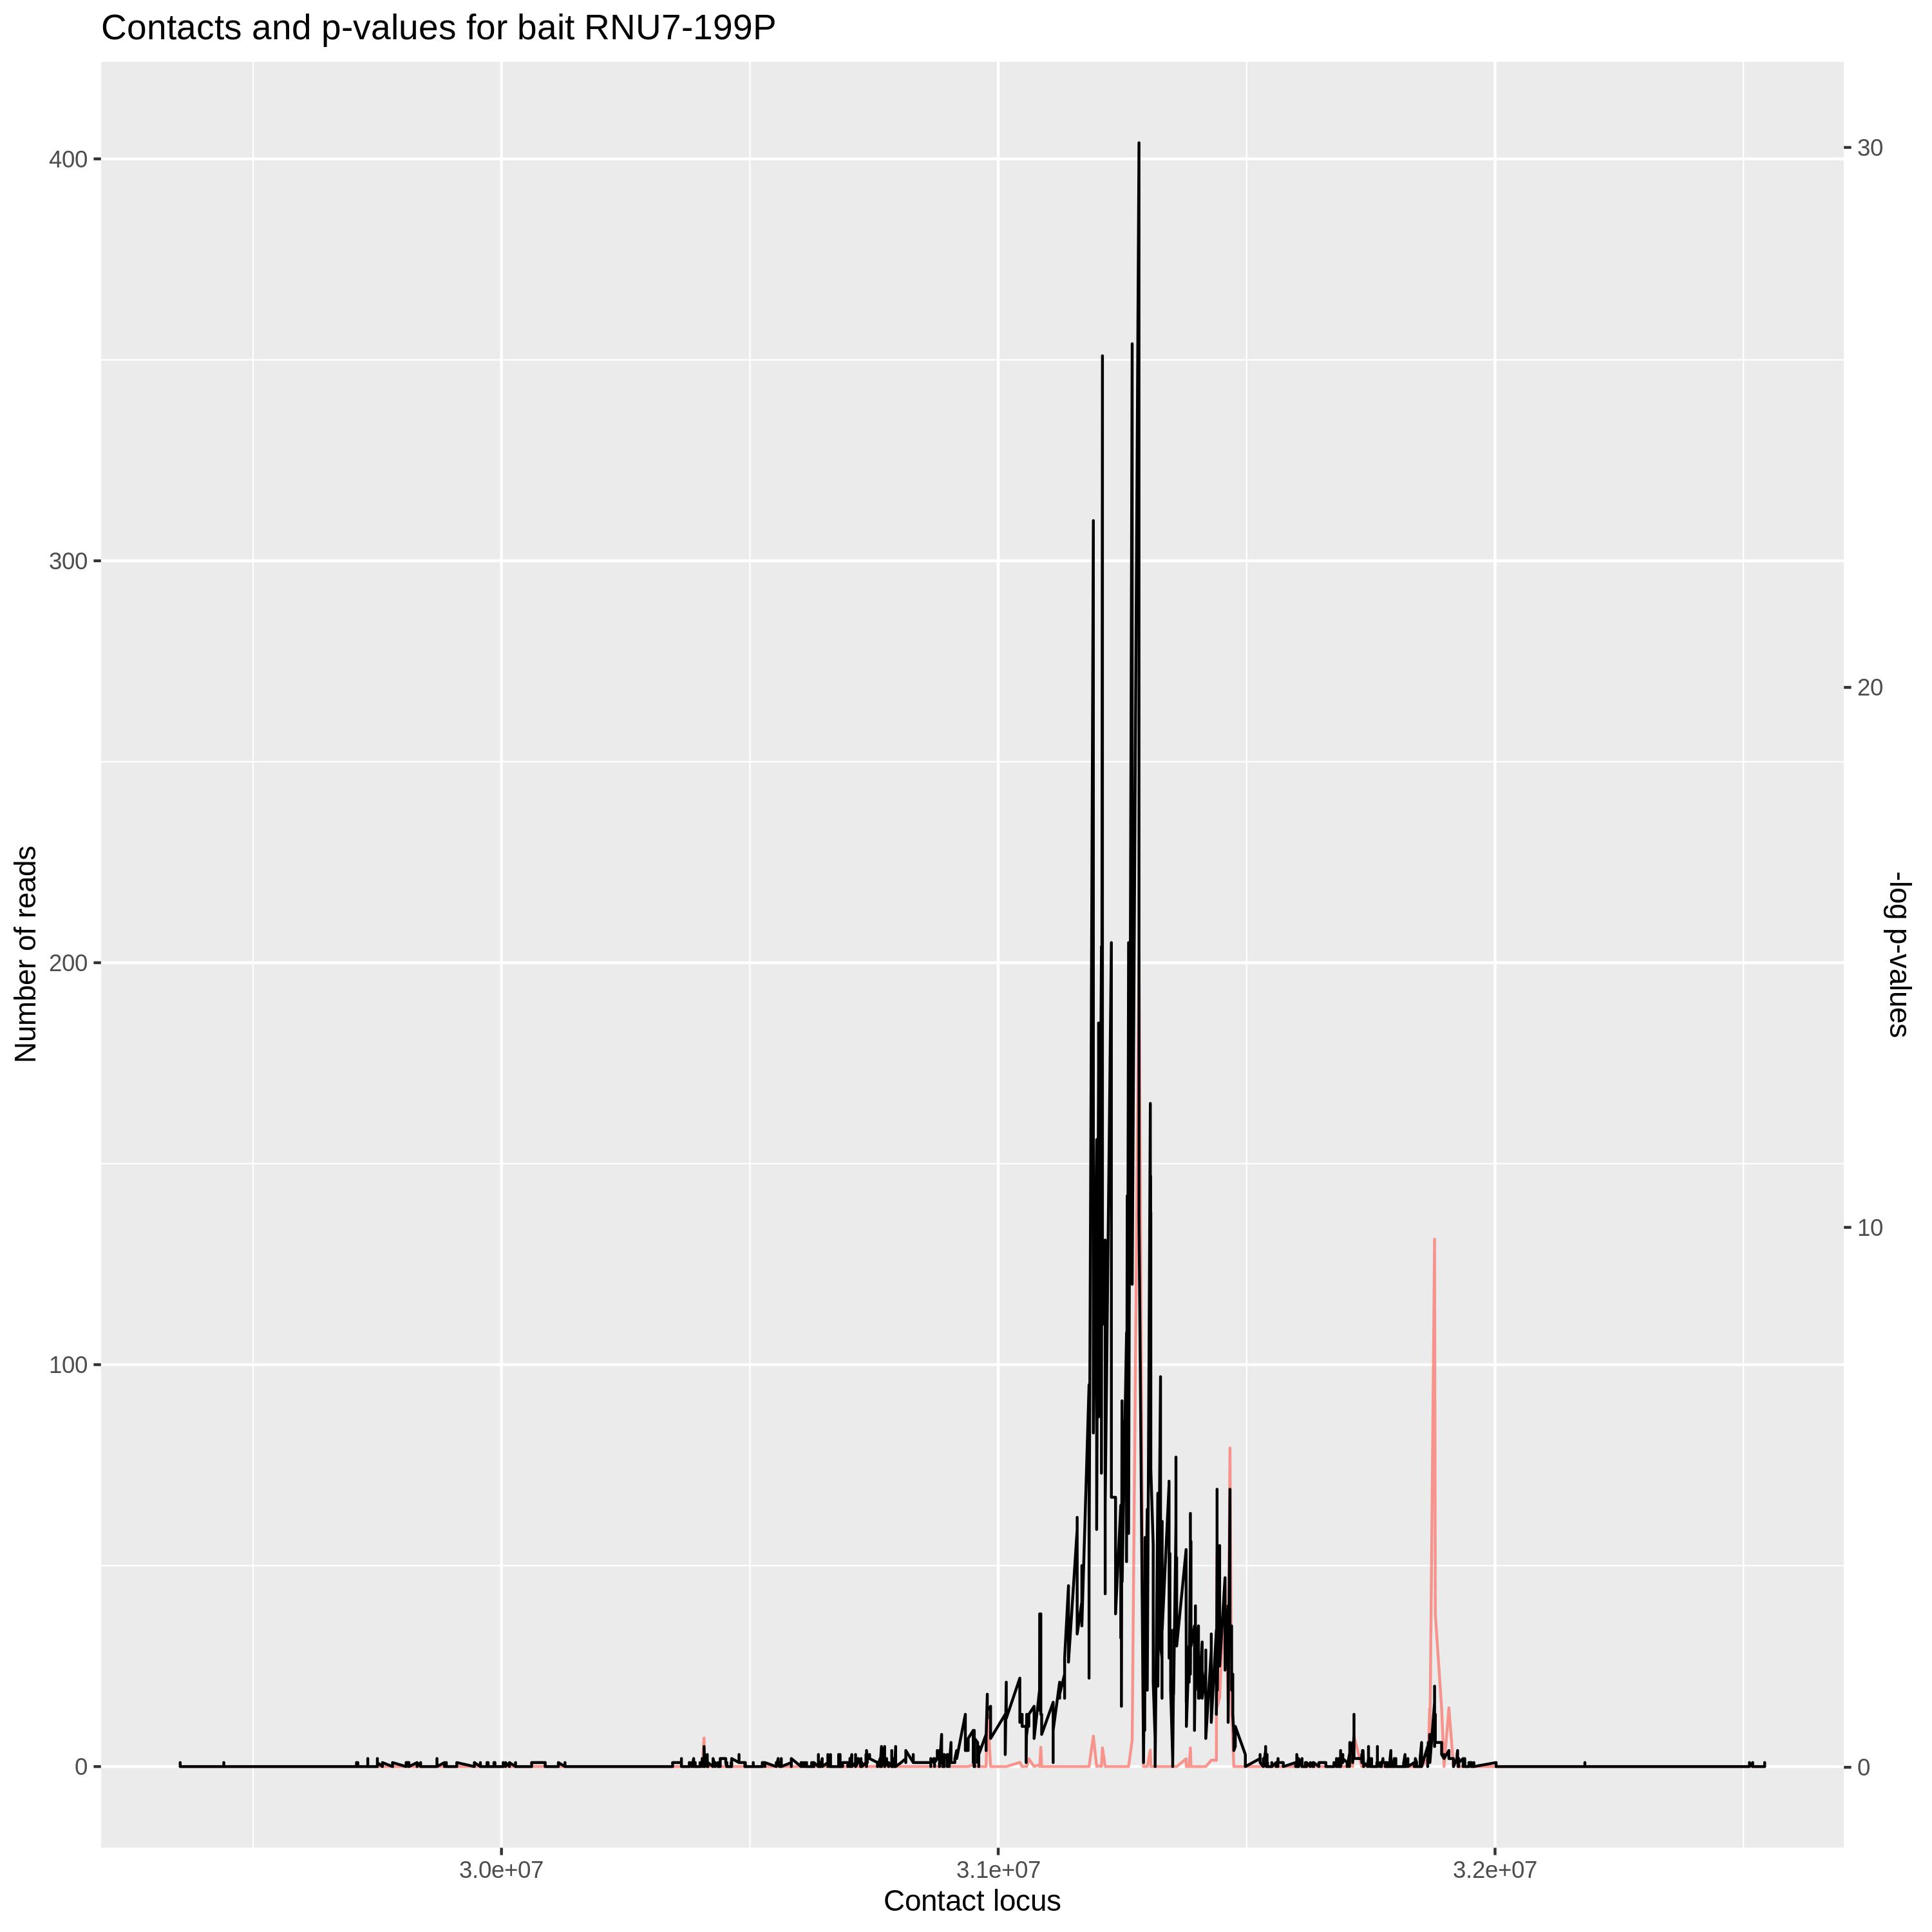 Contacts and p-values for bait RNU7-199P
400
300
200
100
0
Number of reads
30
20
10
0
-log p-values
3.0e+07
3.1e+07
3.2e+07
Contact locus